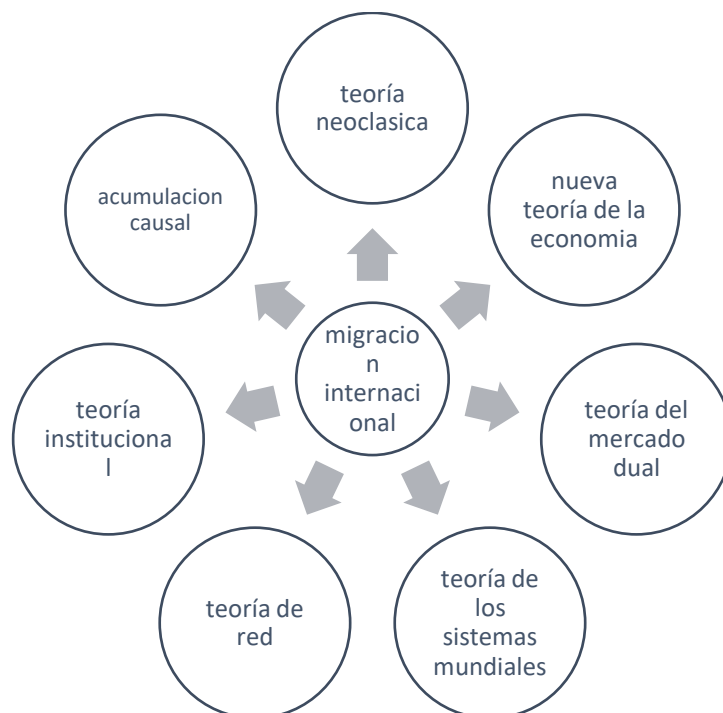 teoría
neoclasica
nueva
teoría de la
economia
teoría del
mercado
dual
teoría de
los
sistemas
mundiales
teoría de
red
teoría
instituciona
l
acumulacion
causal
migracio
n
internaci
onal